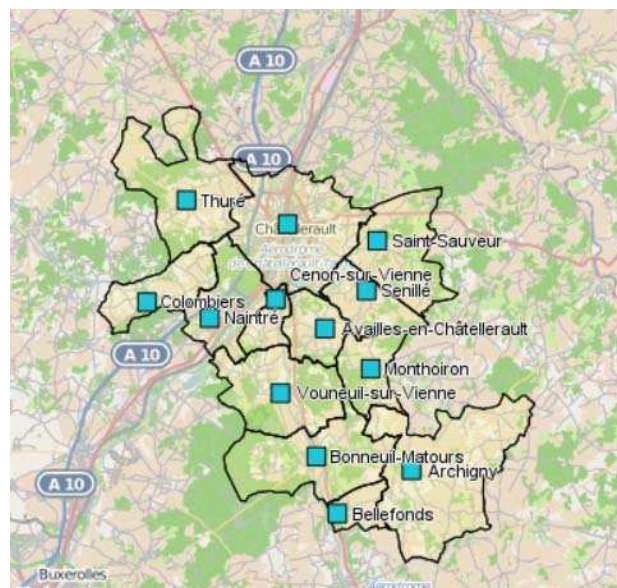 A 10
A 10
Thuré
Châtellerault
Saint-Sauveur
Cenon-sur-Vienne
Senillé
Colombiers
Naintré
Availles-en-Châtellerault
A 10
Monthoiron
Vouneuil-sur-Vienne
Bonneuil-Matours
Archigny
A 10
Bellefonds
Buxerolles